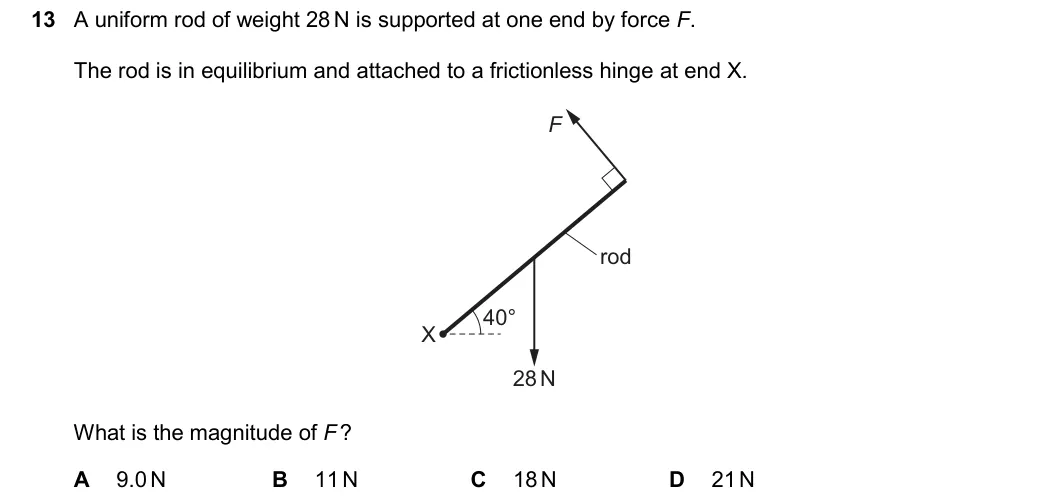 13 A uniform rod of weight 28 N is supported at one end by force F.
The rod is in equilibrium and attached to a frictionless hinge at end X.
F
rod
40°
X
28 N
What is the magnitude of F?
A 9.0 N B 11 N C 18 N D 21 N